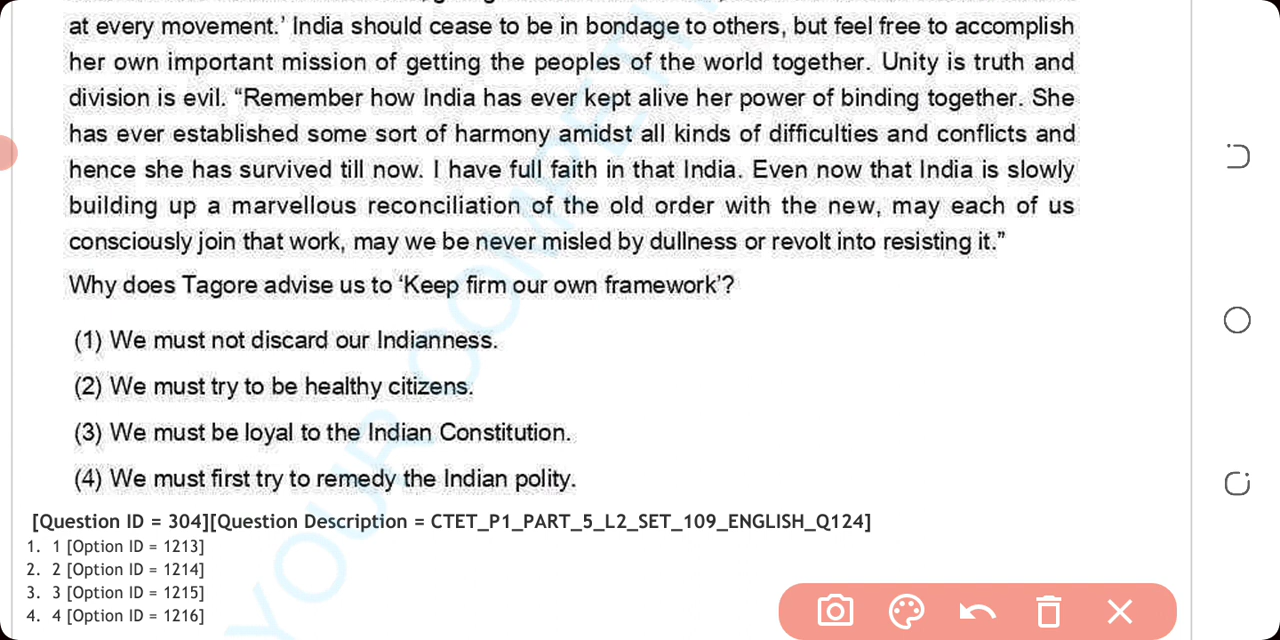 at every movement.' India should cease to be in bondage to others, but feel free to accomplish
her own important mission of getting the peoples of the world together. Unity is truth and
division is evil. “Remember how India has ever kept alive her power of binding together. She
has ever established some sort of harmony amidst all kinds of difficulties and conflicts and
hence she has survived till now. I have full faith in that India. Even now that India is slowly
building up a marvellous reconciliation of the old order with the new, may each of us
consciously join that work, may we be never misled by dullness or revolt into resisting it.”
Why does Tagore advise us to ‘Keep firm our own framework’?
(1) We must not discard our Indianness.
(2) We must try to be healthy citizens.
(3) We must be loyal to the Indian Constitution.
(4) We must first try to remedy the Indian polity.
[Question ID = 304][Question Description = CTET_P1_PART_5_L2_SET_109_ENGLISH_Q124]
1. 1 [Option ID = 1213]
2. 2 [Option ID = 1214]
3. 3 [Option ID = 1215]
4. 4 [Option ID = 1216]